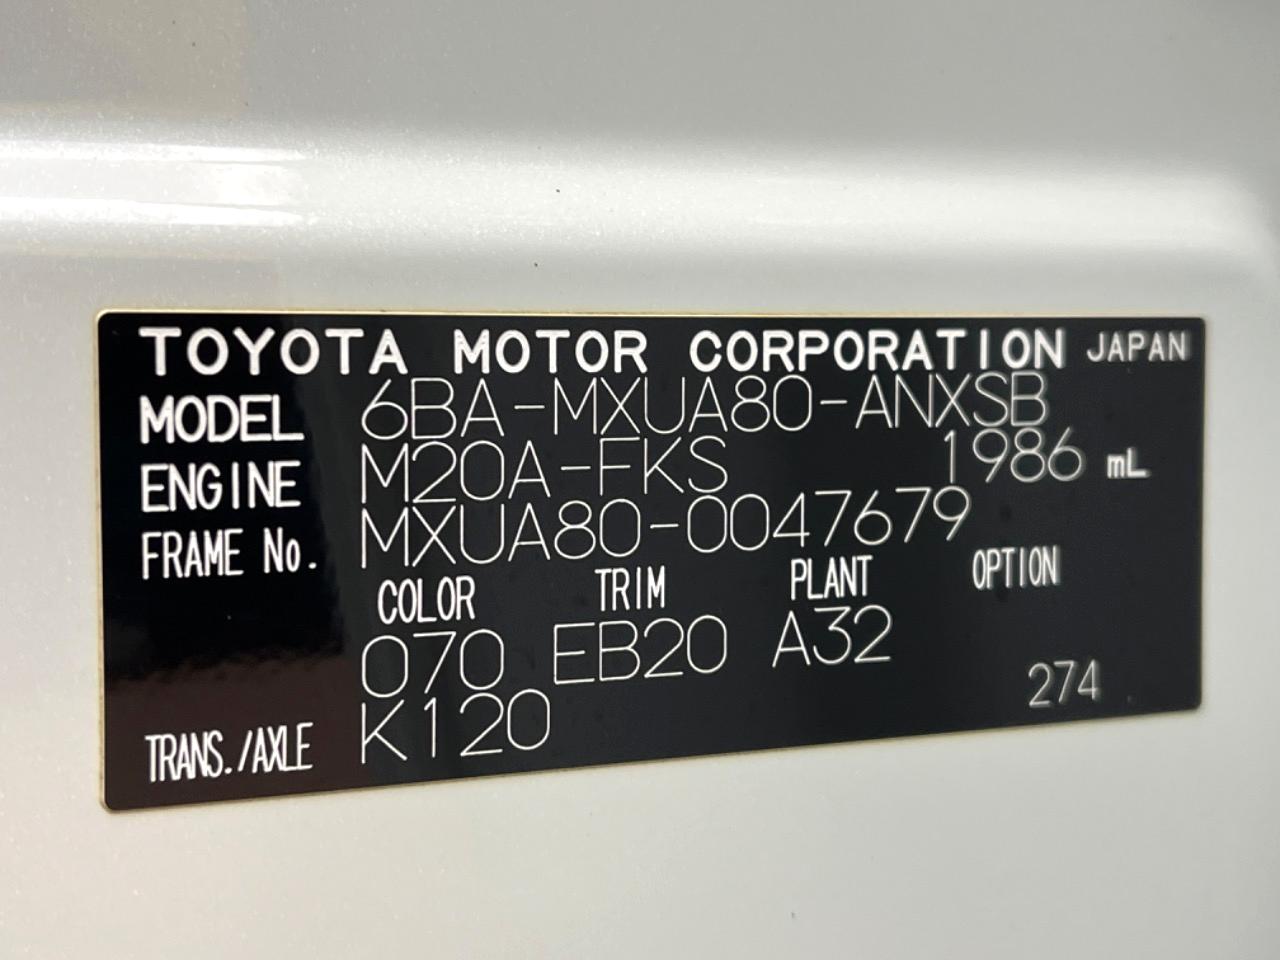 TOYOTA MOTOR CORPORATION JAPAN
MODEL 6BA-MXUA80-ANXSB
ENGINE M20A-FKS 1986 mL
FRAME No. MXUA80-0047679
COLOR TRIM PLANT OPTION
070 EB20 A32
TRANS./AXLE K120 274